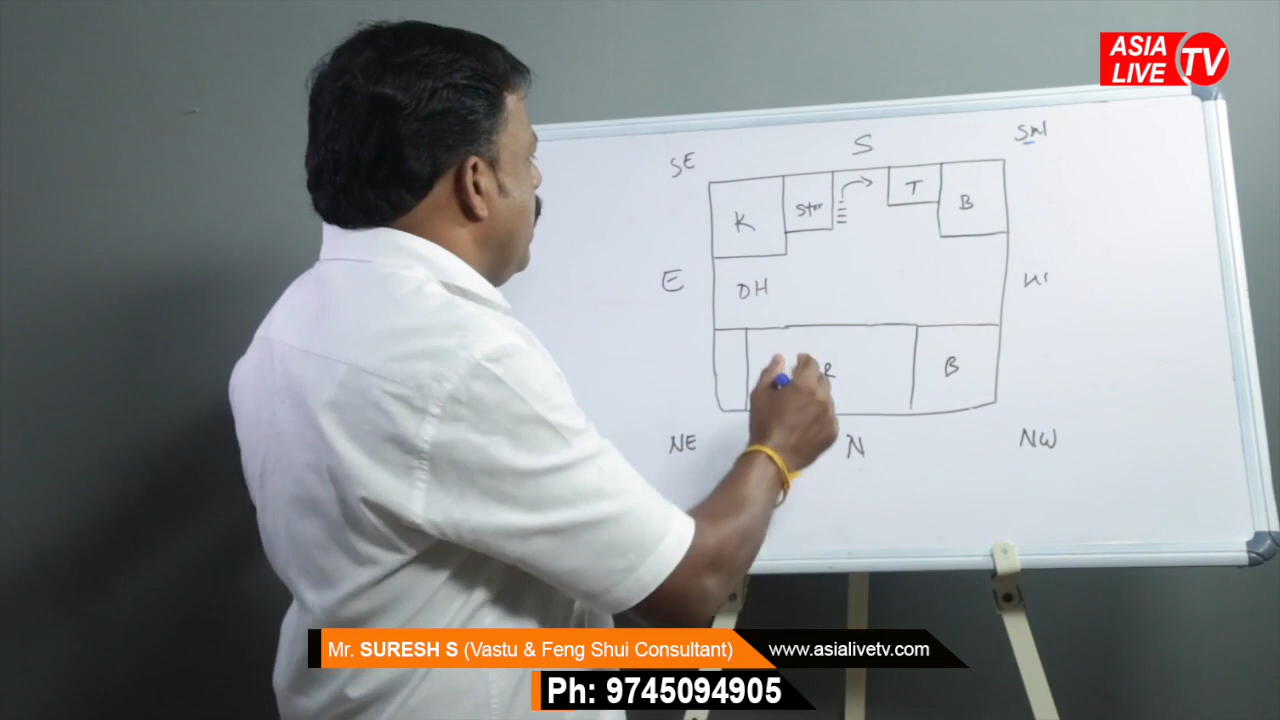 ASIA
LIVE TV
SE
S
SW
K
Stor
T
B
E
DH
W
R
B
NE
N
NW
Mr. SURESH S (Vastu & Feng Shui Consultant)
www.asialivetv.com
Ph: 9745094905